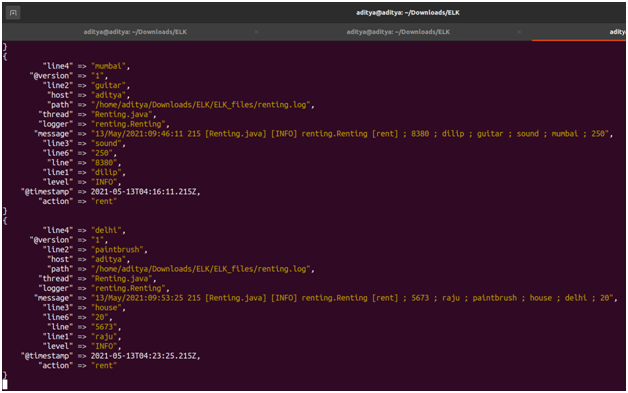 aditya@aditya: ~/Downloads/ELK
aditya@aditya: ~/Downloads/ELK
aditya@aditya: ~/Downloads/ELK
adity
}
{
"line4" => "mumbai",
"@version" => "1",
"line2" => "guitar",
"host" => "aditya",
"path" => "/home/aditya/Downloads/ELK/ELK_files/renting.log",
"thread" => "Renting.java",
"logger" => "renting.Renting",
"message" => "13/May/2021:09:46:11 215 [Renting.java] [INFO] renting.Renting [rent] ; 8380 ; dilip ; guitar ; sound ; mumbai ; 250",
"line3" => "sound",
"line6" => "250",
"line" => "8380",
"line1" => "dilip",
"level" => "INFO",
"@timestamp" => 2021-05-13T04:16:11.215Z,
"action" => "rent"
}
{
"line4" => "delhi",
"@version" => "1",
"line2" => "paintbrush",
"host" => "aditya",
"path" => "/home/aditya/Downloads/ELK/ELK_files/renting.log",
"thread" => "Renting.java",
"logger" => "renting.Renting",
"message" => "13/May/2021:09:53:25 215 [Renting.java] [INFO] renting.Renting [rent] ; 5673 ; raju ; paintbrush ; house ; delhi ; 20",
"line3" => "house",
"line6" => "20",
"line" => "5673",
"line1" => "raju",
"level" => "INFO",
"@timestamp" => 2021-05-13T04:23:25.215Z,
"action" => "rent"
}